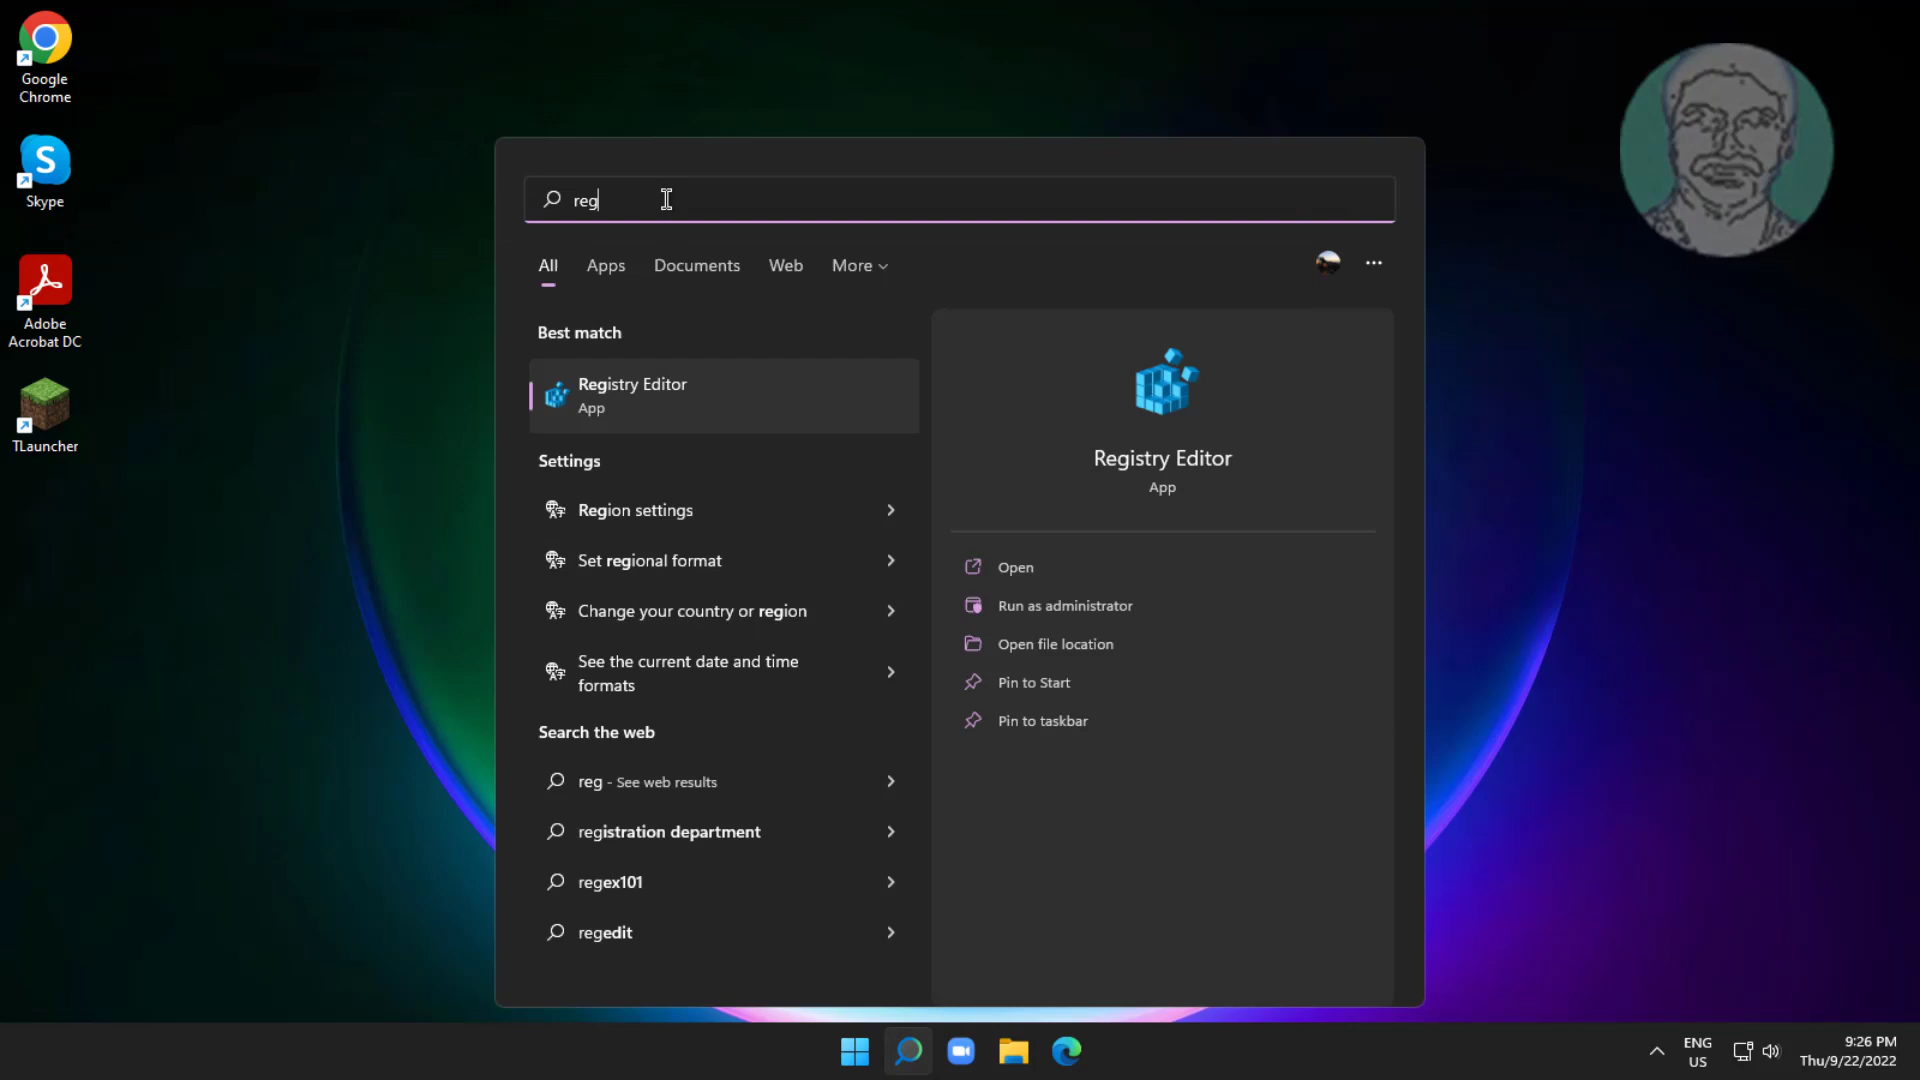 Google
Chrome
S
Skype
Adobe
Acrobat DC
TLauncher
reg
All Apps Documents Web More
Best match
Registry Editor
App
Settings
Region settings
Set regional format
Change your country or region
See the current date and time
formats
Search the web
reg - See web results
registration department
regex101
regedit
Registry Editor
App
Open
Run as administrator
Open file location
Pin to Start
Pin to taskbar
ENG
US
9:26 PM
Thu/9/22/2022